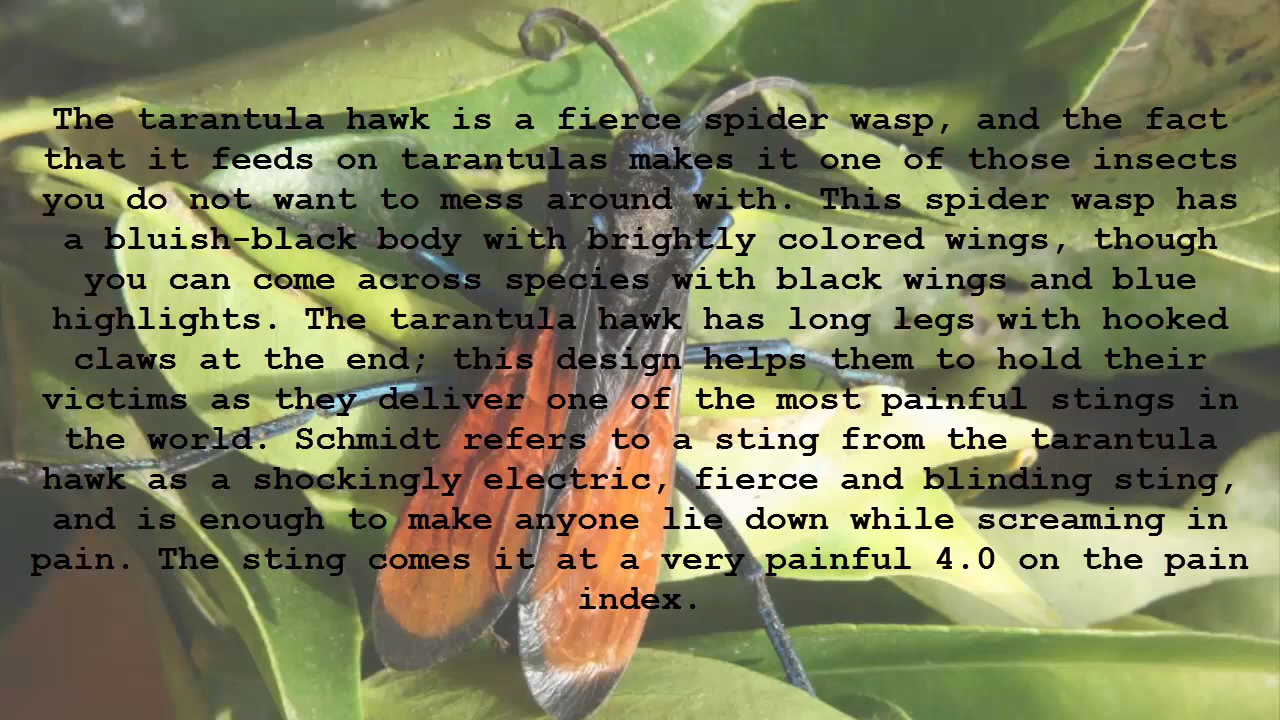 The tarantula hawk is a fierce spider wasp, and the fact
that it feeds on tarantulas makes it one of those insects
you do not want to mess around with. This spider wasp has
a bluish-black body with brightly colored wings, though
you can come across species with black wings and blue
highlights. The tarantula hawk has long legs with hooked
claws at the end; this design helps them to hold their
victims as they deliver one of the most painful stings in
the world. Schmidt refers to a sting from the tarantula
hawk as a shockingly electric, fierce and blinding sting,
and is enough to make anyone lie down while screaming in
pain. The sting comes it at a very painful 4.0 on the pain
index.